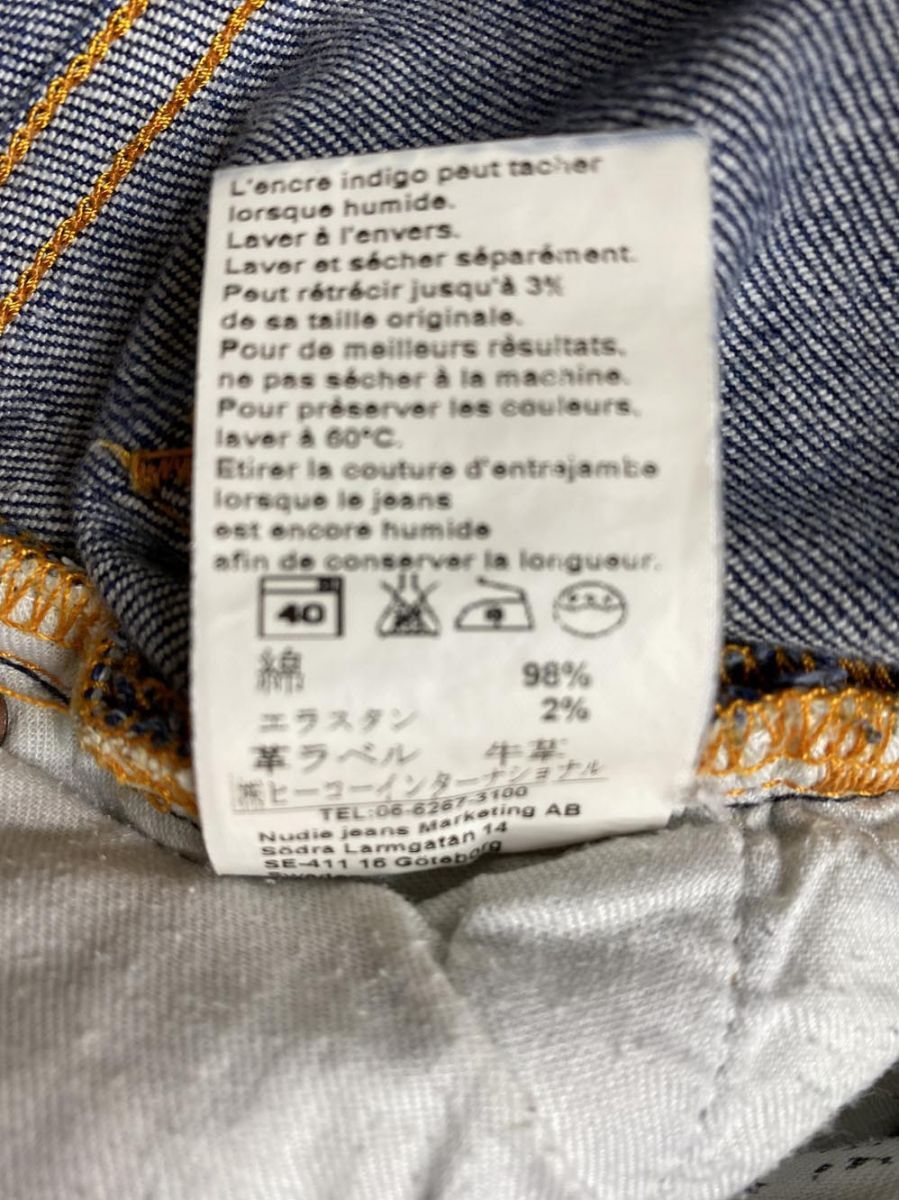 L'encre indigo peut tacher
lorsque humide.
Laver à l'envers.
Laver et sécher séparément.
Peut rétrécir jusqu'à 3%
de sa taille originale.
Pour de meilleurs résultats,
ne pas sécher à la machine.
Pour préserver les couleurs,
laver à 60°C.
Etirer la couture d'entrejambe
lorsque le jeans
est encore humide
afin de conserver la longueur.
40
綿 98%
エラスタン 2%
革ラベル 牛革
㈱ヒーコーインターナショナル
TEL:06-6267-3100
Nudie jeans Marketing AB
Södra Larmgatan 14
SE-411 16 Göteborg